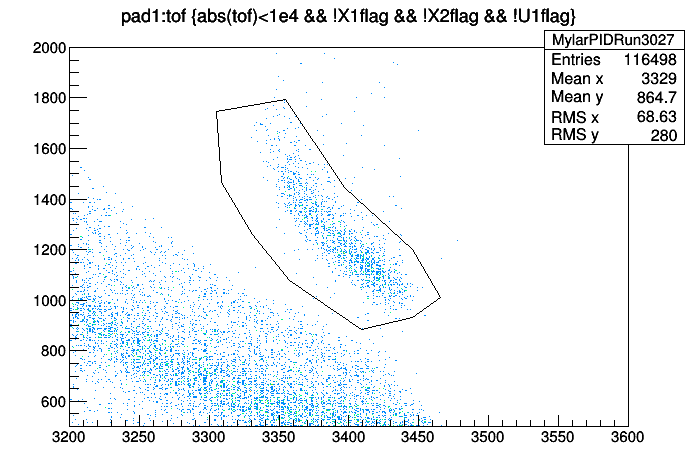 pad1:tof {abs(tof)<1e4 && !X1flag && !X2flag && !U1flag}
MylarPIDRun3027
Entries 116498
Mean x 3329
Mean y 864.7
RMS x 68.63
RMS y 280
2000
1800
1600
1400
1200
1000
800
600
3200 3250 3300 3350 3400 3450 3500 3550 3600